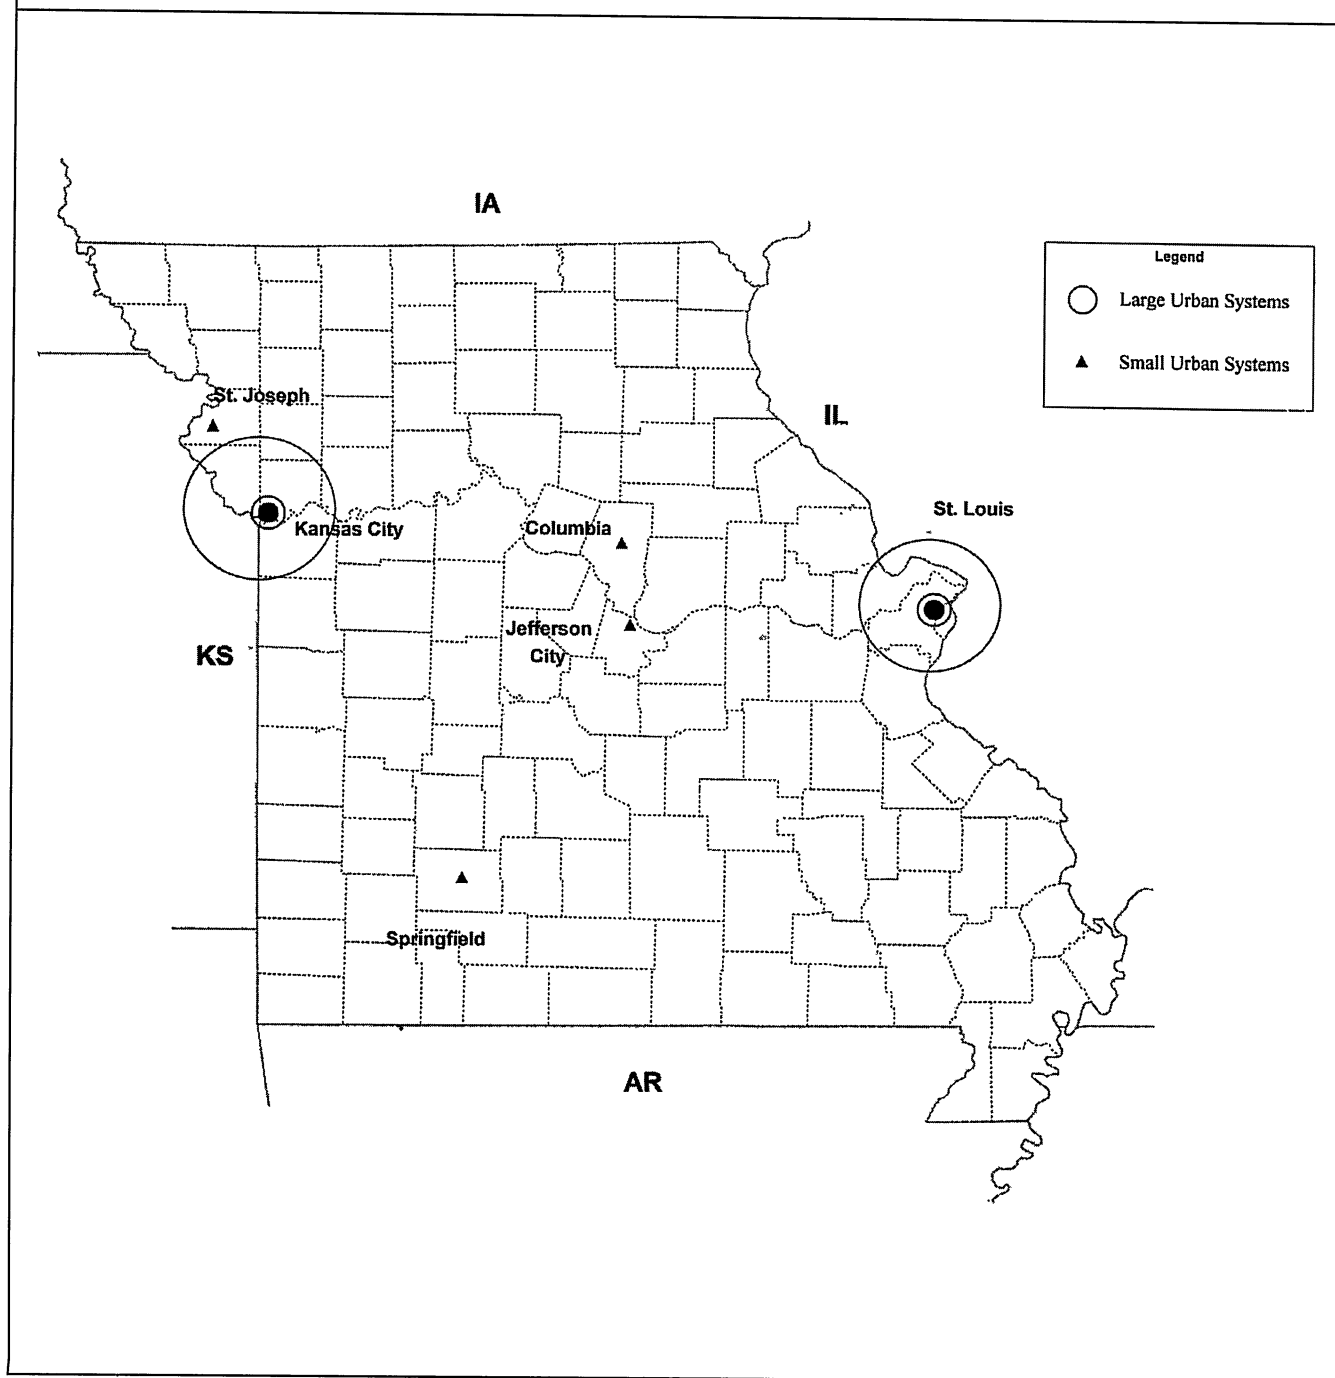 IA
Legend
Large Urban Systems
Small Urban Systems
St. Joseph
IL
St. Louis
Kansas City
Columbia
Jefferson
City
KS
Springfield
AR